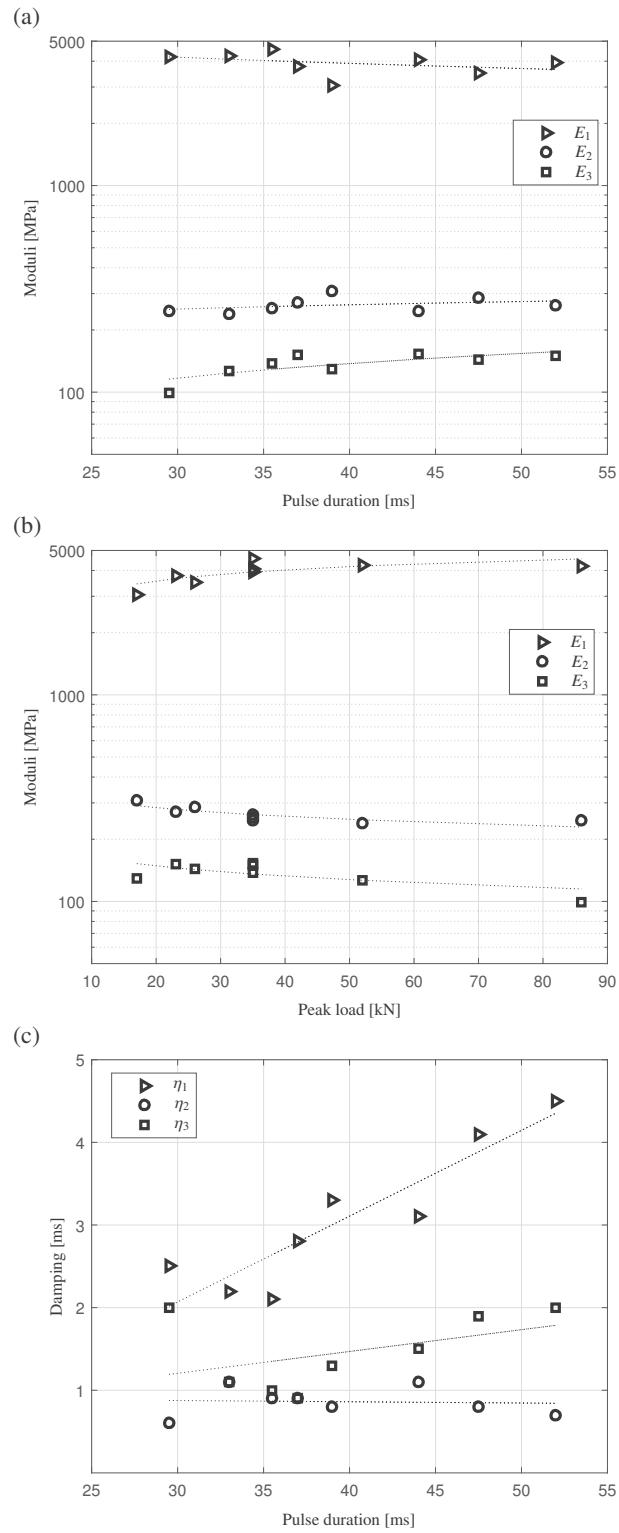 (a)
5000
1000
100
Moduli [MPa]
E1
E2
E3
25 30 35 40 45 50 55
Pulse duration [ms]
(b)
5000
1000
100
Moduli [MPa]
E1
E2
E3
10 20 30 40 50 60 70 80 90
Peak load [kN]
(c)
5
4
3
2
1
Damping [ms]
η1
η2
η3
25 30 35 40 45 50 55
Pulse duration [ms]